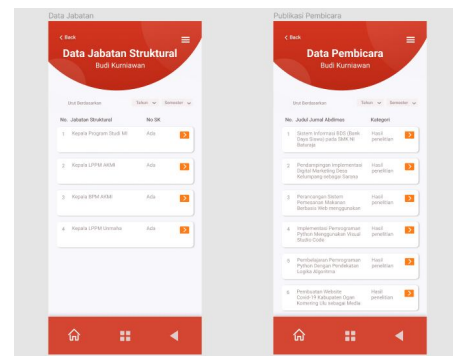 Data Jabatan
< Back
Data Jabatan Struktural
Budi Kurniawan
Urut Berdasarkan Tahun Semester
No. Jabatan Struktural No SK
1 Kepala Program Studi MI Ada
2 Kepala LPPM AKMI Ada
3 Kepala BPM AKMI Ada
4 Kepala LPPM Unmaha Ada
Publikasi Pembicara
< Back
Data Pembicara
Budi Kurniawan
Urut Berdasarkan Tahun Semester
No. Judul Jurnal Abdimas Kategori
1 Sistem Informasi BDS (Bank Hasil
Desa Siswa) pada SMK N penelitian
Baturaja
2 Pendampingan Implementasi Hasil
Digital Marketing Desa penelitian
Kelumpang sebagai Sarana
3 Perancangan Sistem Hasil
Pemesanan Makanan penelitian
Berbasis Web menggunakan
4 Implementasi Pemrograman Hasil
Python Menggunakan Visual penelitian
Studio Code
5 Pembelajaran Pemrograman Hasil
Python Dengan Pendekatan penelitian
Logika Algoritma
6 Pembuatan Website Hasil
Covid-19 Kabupaten Ogan penelitian
Komering Ulu sebagai Media